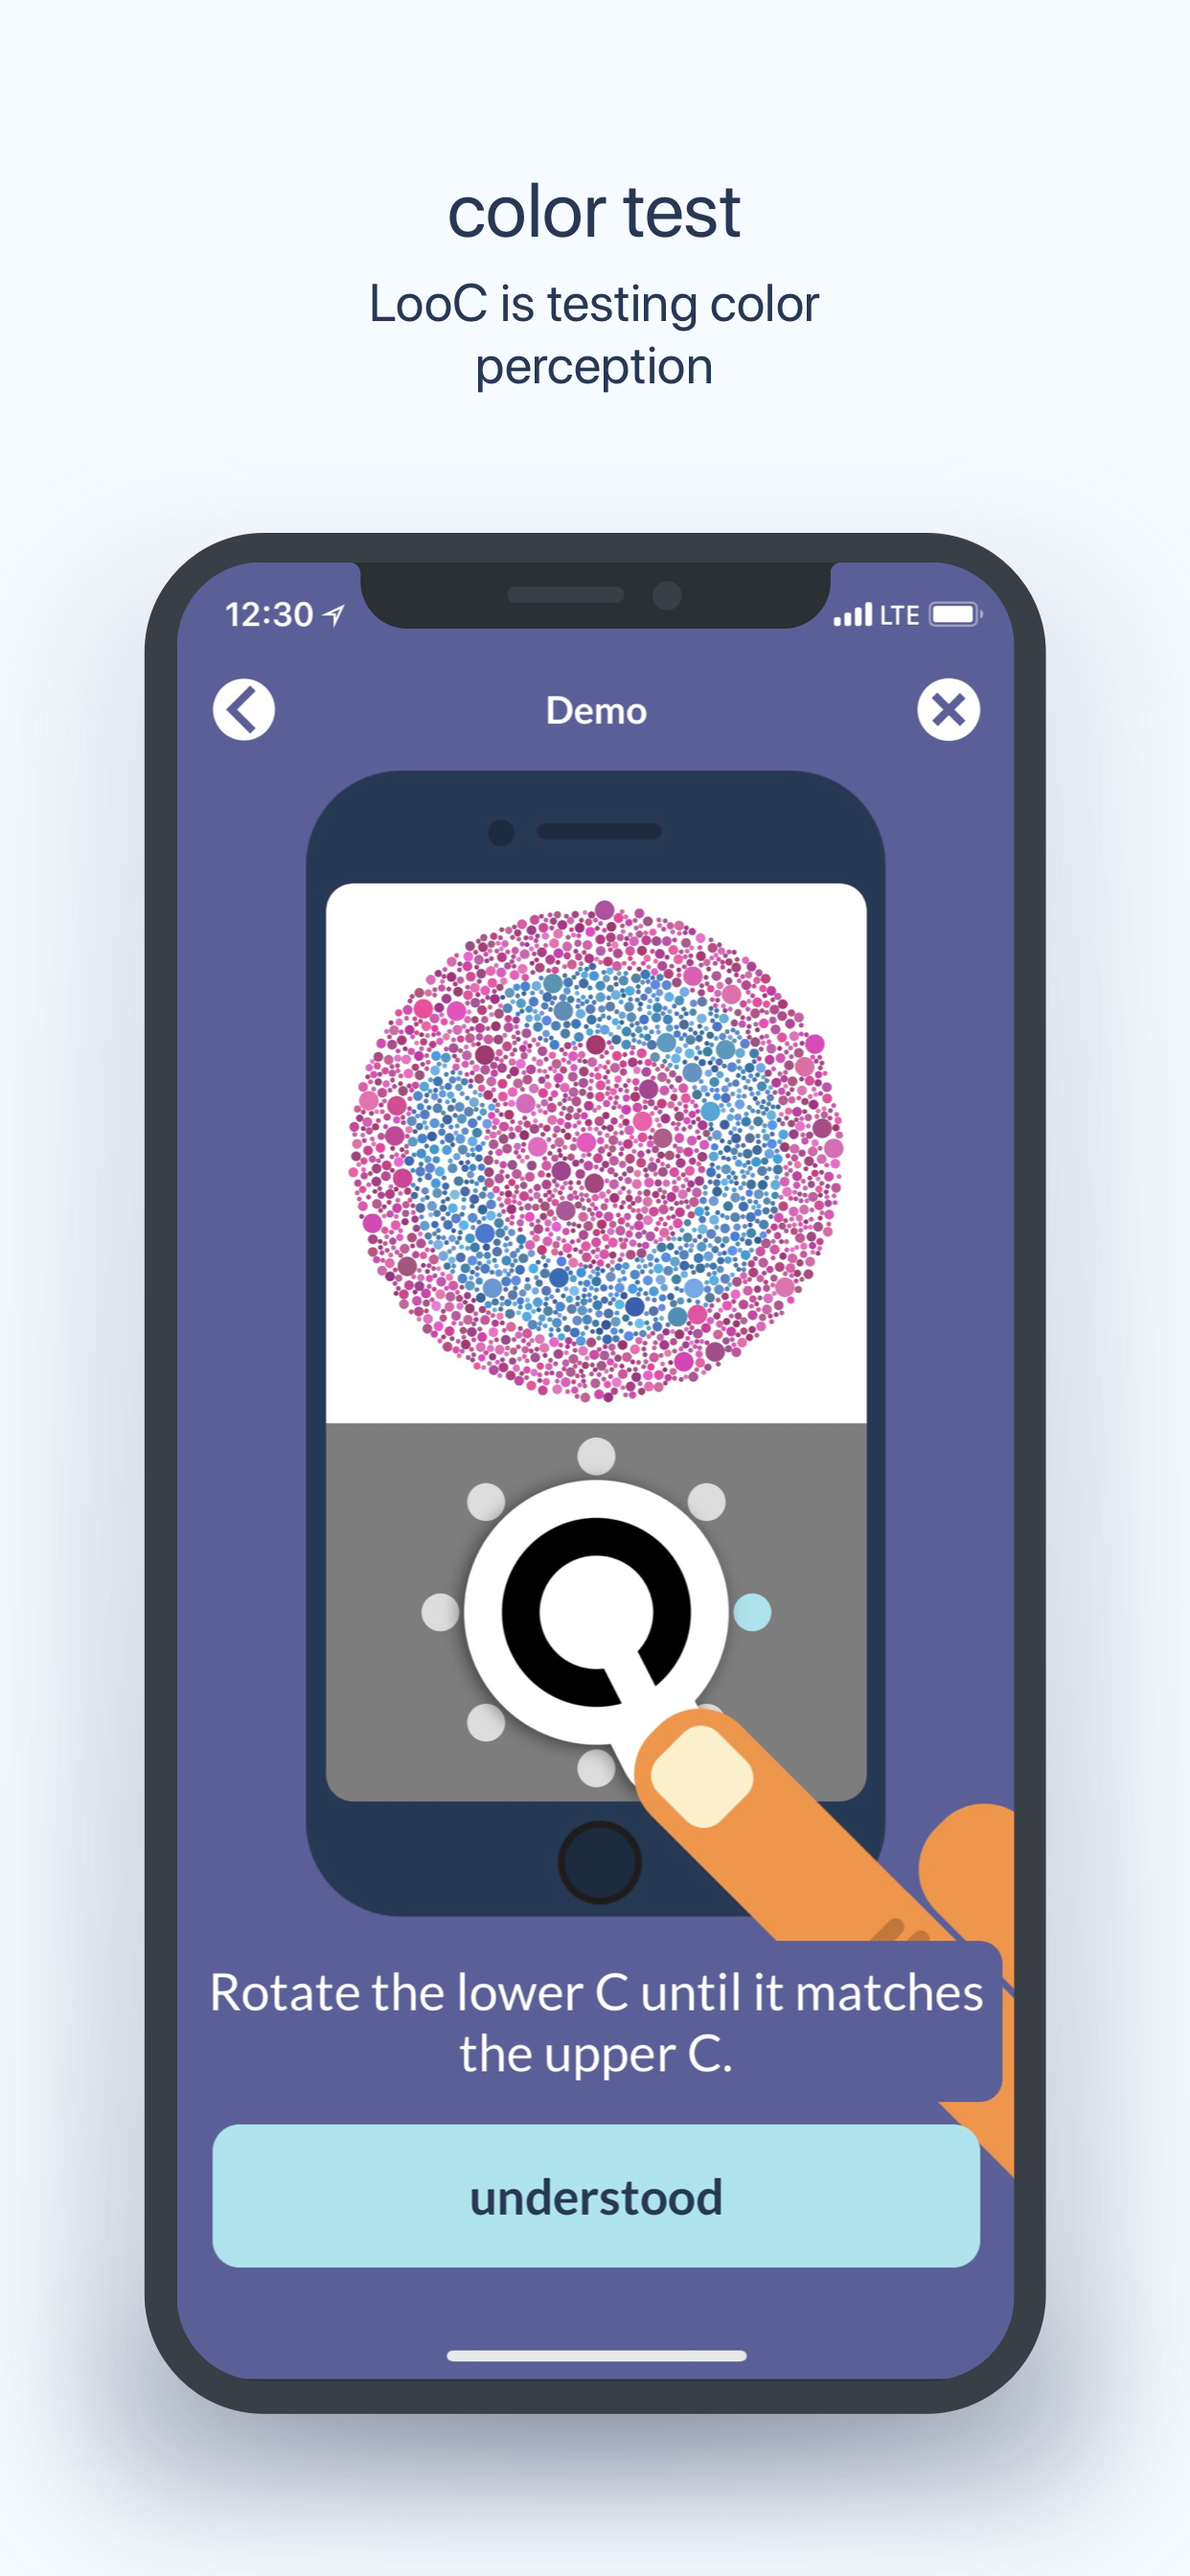 color test
LooC is testing color
perception
12:30 LTE
Demo
Rotate the lower C until it matches
the upper C.
understood